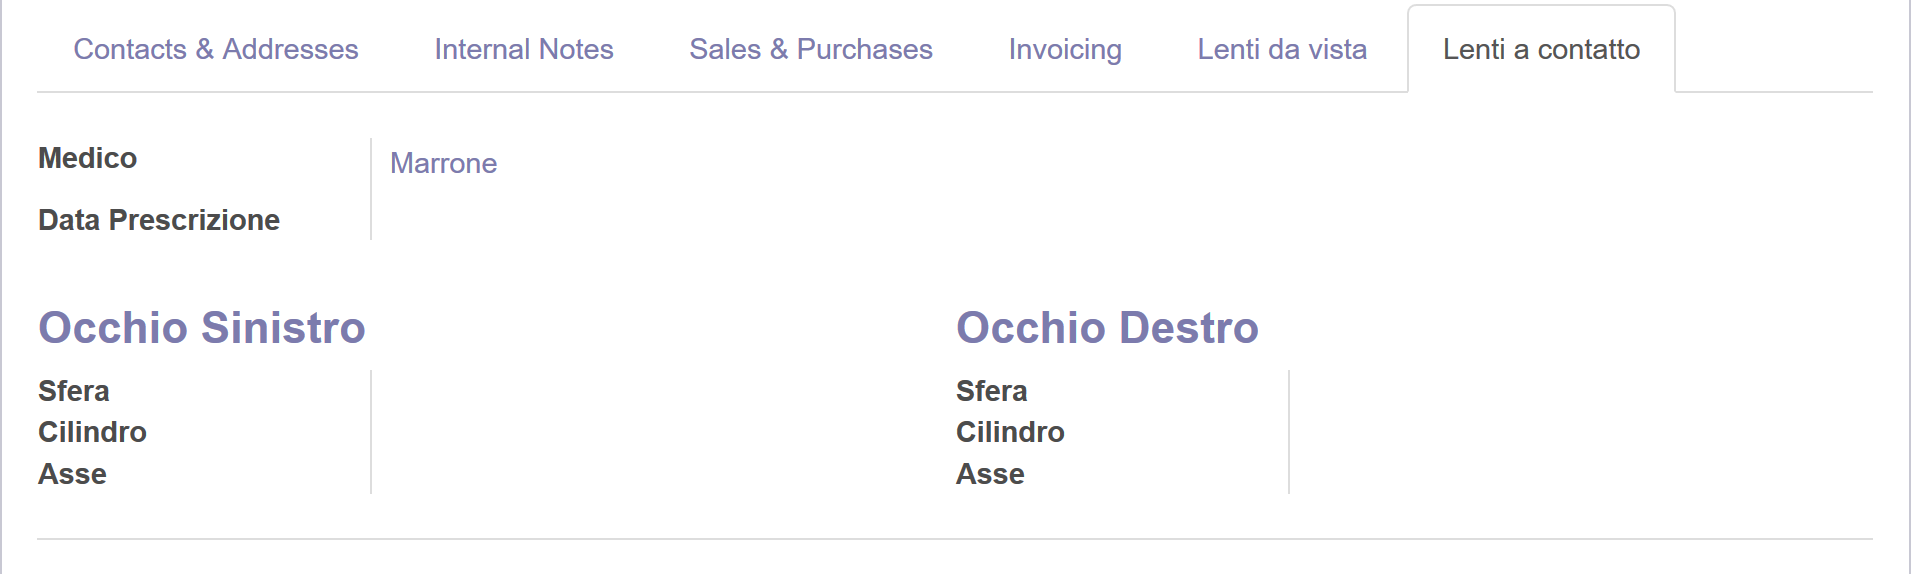 Contacts & Addresses Internal Notes Sales & Purchases Invoicing Lenti da vista Lenti a contatto
Medico Marrone
Data Prescrizione
Occhio Sinistro Occhio Destro
Sfera Sfera
Cilindro Cilindro
Asse Asse